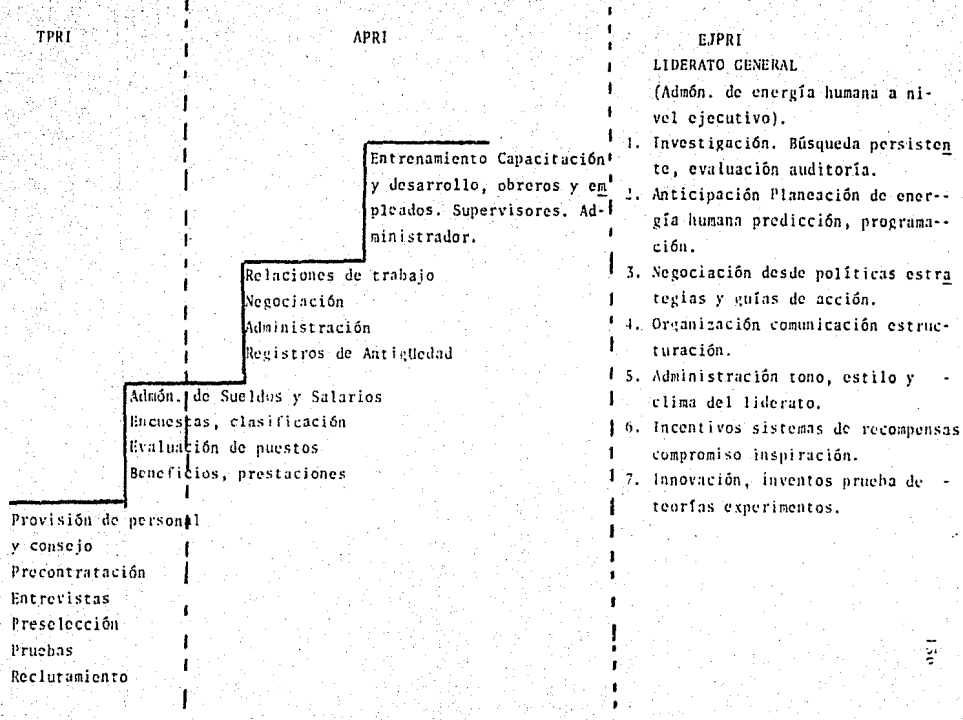 TPRI
APRI
EJPRI
LIDERATO GENERAL
(Admón. de energía humana a ni-
vel ejecutivo).
1. Investigación. Búsqueda persisten
te, evaluación auditoría.
2. Anticipación Planeación de ener--
gía humana predicción, programa--
ción.
3. Negociación desde políticas estra
tegias y guías de acción.
4. Organización comunicación estruc-
turación.
5. Administración tono, estilo y -
clima del liderato.
6. Incentivos sistemas de recompensas
compromiso inspiración.
7. Innovación, inventos prueba de -
teorías experimentos.
Entrenamiento Capacitación
y desarrollo, obreros y em
pleados. Supervisores. Ad-
ministrador.
Relaciones de trabajo
Negociación
Administración
Registros de Antigüedad
Admón. de Sueldos y Salarios
Encuestas, clasificación
Evaluación de puestos
Beneficios, prestaciones
Provisión de personal
y consejo
Precontratación
Entrevistas
Preselección
Pruebas
Reclutamiento